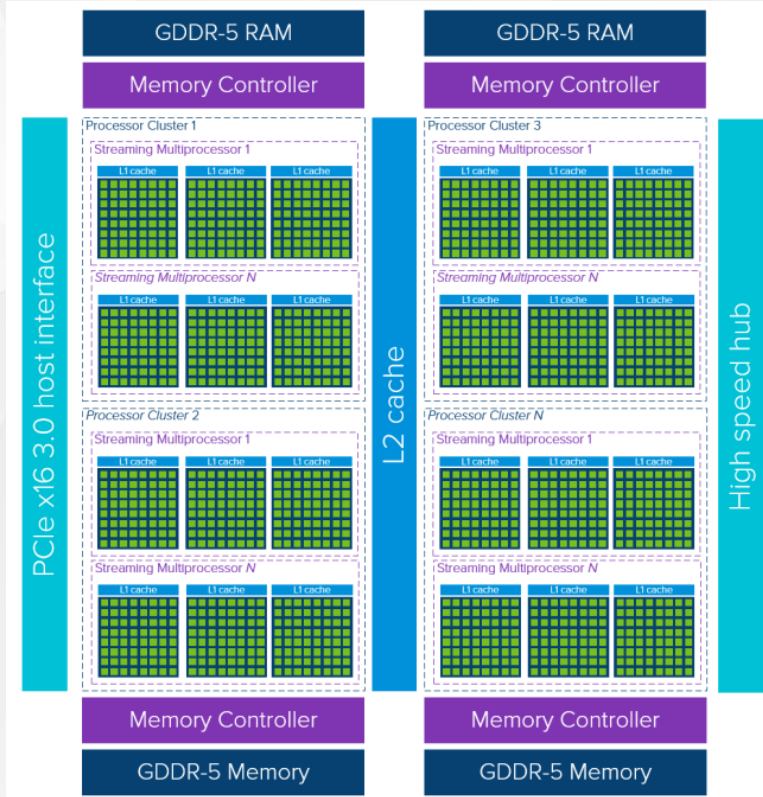 GDDR-5 RAM
GDDR-5 RAM
Memory Controller
Memory Controller
PCIe x16 3.0 host interface
Processor Cluster 1
Streaming Multiprocessor 1
L1 cache
L1 cache
L1 cache
Streaming Multiprocessor N
L1 cache
L1 cache
L1 cache
Processor Cluster 2
Streaming Multiprocessor 1
L1 cache
L1 cache
L1 cache
Streaming Multiprocessor N
L1 cache
L1 cache
L1 cache
L2 cache
Processor Cluster 3
Streaming Multiprocessor 1
L1 cache
L1 cache
L1 cache
Streaming Multiprocessor N
L1 cache
L1 cache
L1 cache
Processor Cluster N
Streaming Multiprocessor 1
L1 cache
L1 cache
L1 cache
Streaming Multiprocessor N
L1 cache
L1 cache
L1 cache
High speed hub
Memory Controller
Memory Controller
GDDR-5 Memory
GDDR-5 Memory